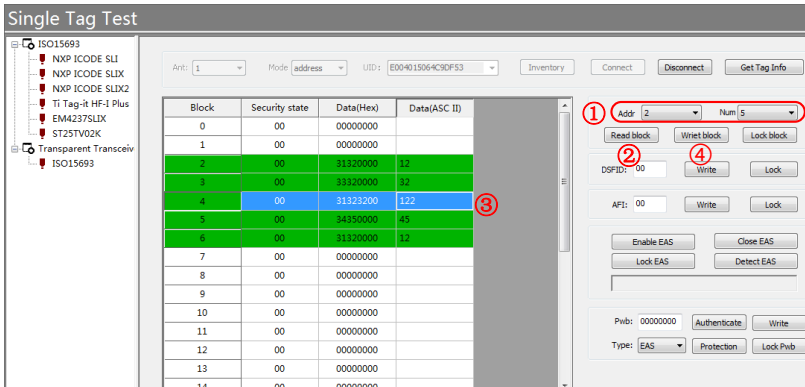 Single Tag Test
ISO15693
NXP ICODE SLI
NXP ICODE SLIX
NXP ICODE SLIX2
Ti Tag-it HF-I Plus
EM4237SLIX
ST25TV02K
Transparent Transceiv
ISO15693
Ant: 1 Mode address UID: E004015064C9DF53 Inventory Connect Disconnect Get Tag Info
Block Security state Data(Hex) Data(ASC II)
0 00 00000000
1 00 00000000
2 00 31320000 12
3 00 33320000 32
4 00 31323200 122 ③
5 00 34350000 45
6 00 31320000 12
7 00 00000000
8 00 00000000
9 00 00000000
10 00 00000000
11 00 00000000
12 00 00000000
13 00 00000000
14 00 00000000
① Addr 2 Num 5
Read block Wriet block Lock block
② ④
DSFID: 00 Write Lock
AFI: 00 Write Lock
Enable EAS Close EAS
Lock EAS Detect EAS
Pwb: 00000000 Authenticate Write
Type: EAS Protection Lock Pwb